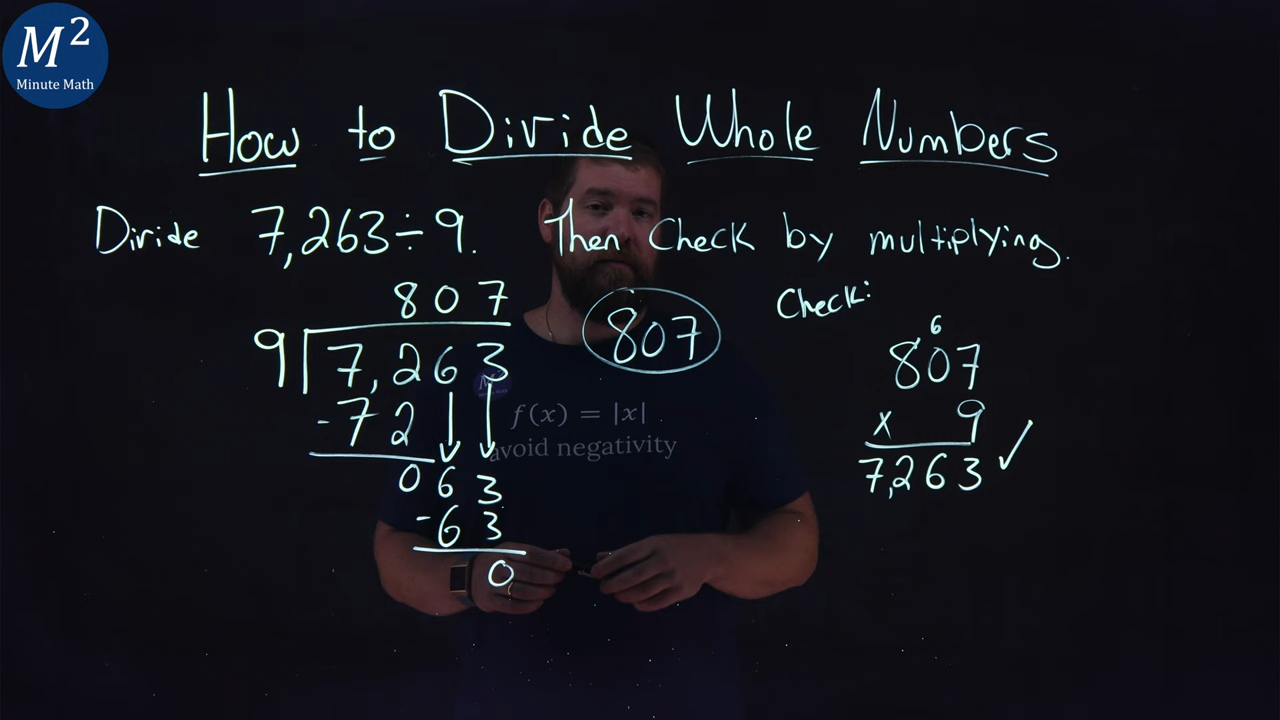 M²
Minute Math
How to Divide Whole Numbers
Divide 7,263 ÷ 9. Then Check by multiplying.
807
9 7,263
-72
063
-63
0
807
f(x) = |x|
avoid negativity
Check:
6
807
x 9
7,263 ✓